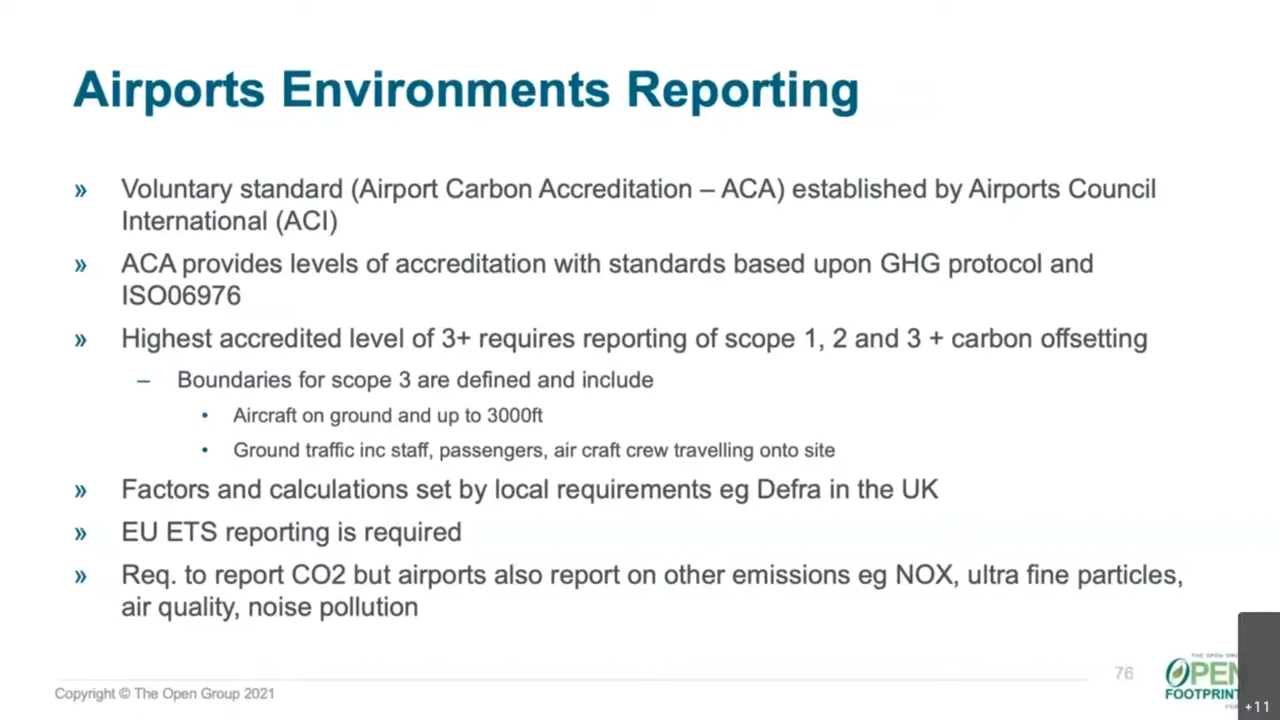 Airports Environments Reporting
» Voluntary standard (Airport Carbon Accreditation – ACA) established by Airports Council
International (ACI)
» ACA provides levels of accreditation with standards based upon GHG protocol and
ISO06976
» Highest accredited level of 3+ requires reporting of scope 1, 2 and 3 + carbon offsetting
– Boundaries for scope 3 are defined and include
• Aircraft on ground and up to 3000ft
• Ground traffic inc staff, passengers, air craft crew travelling onto site
» Factors and calculations set by local requirements eg Defra in the UK
» EU ETS reporting is required
» Req. to report CO2 but airports also report on other emissions eg NOX, ultra fine particles,
air quality, noise pollution
Copyright © The Open Group 2021
76
THE OPEN
OPEN
FOOTPRINT
+11